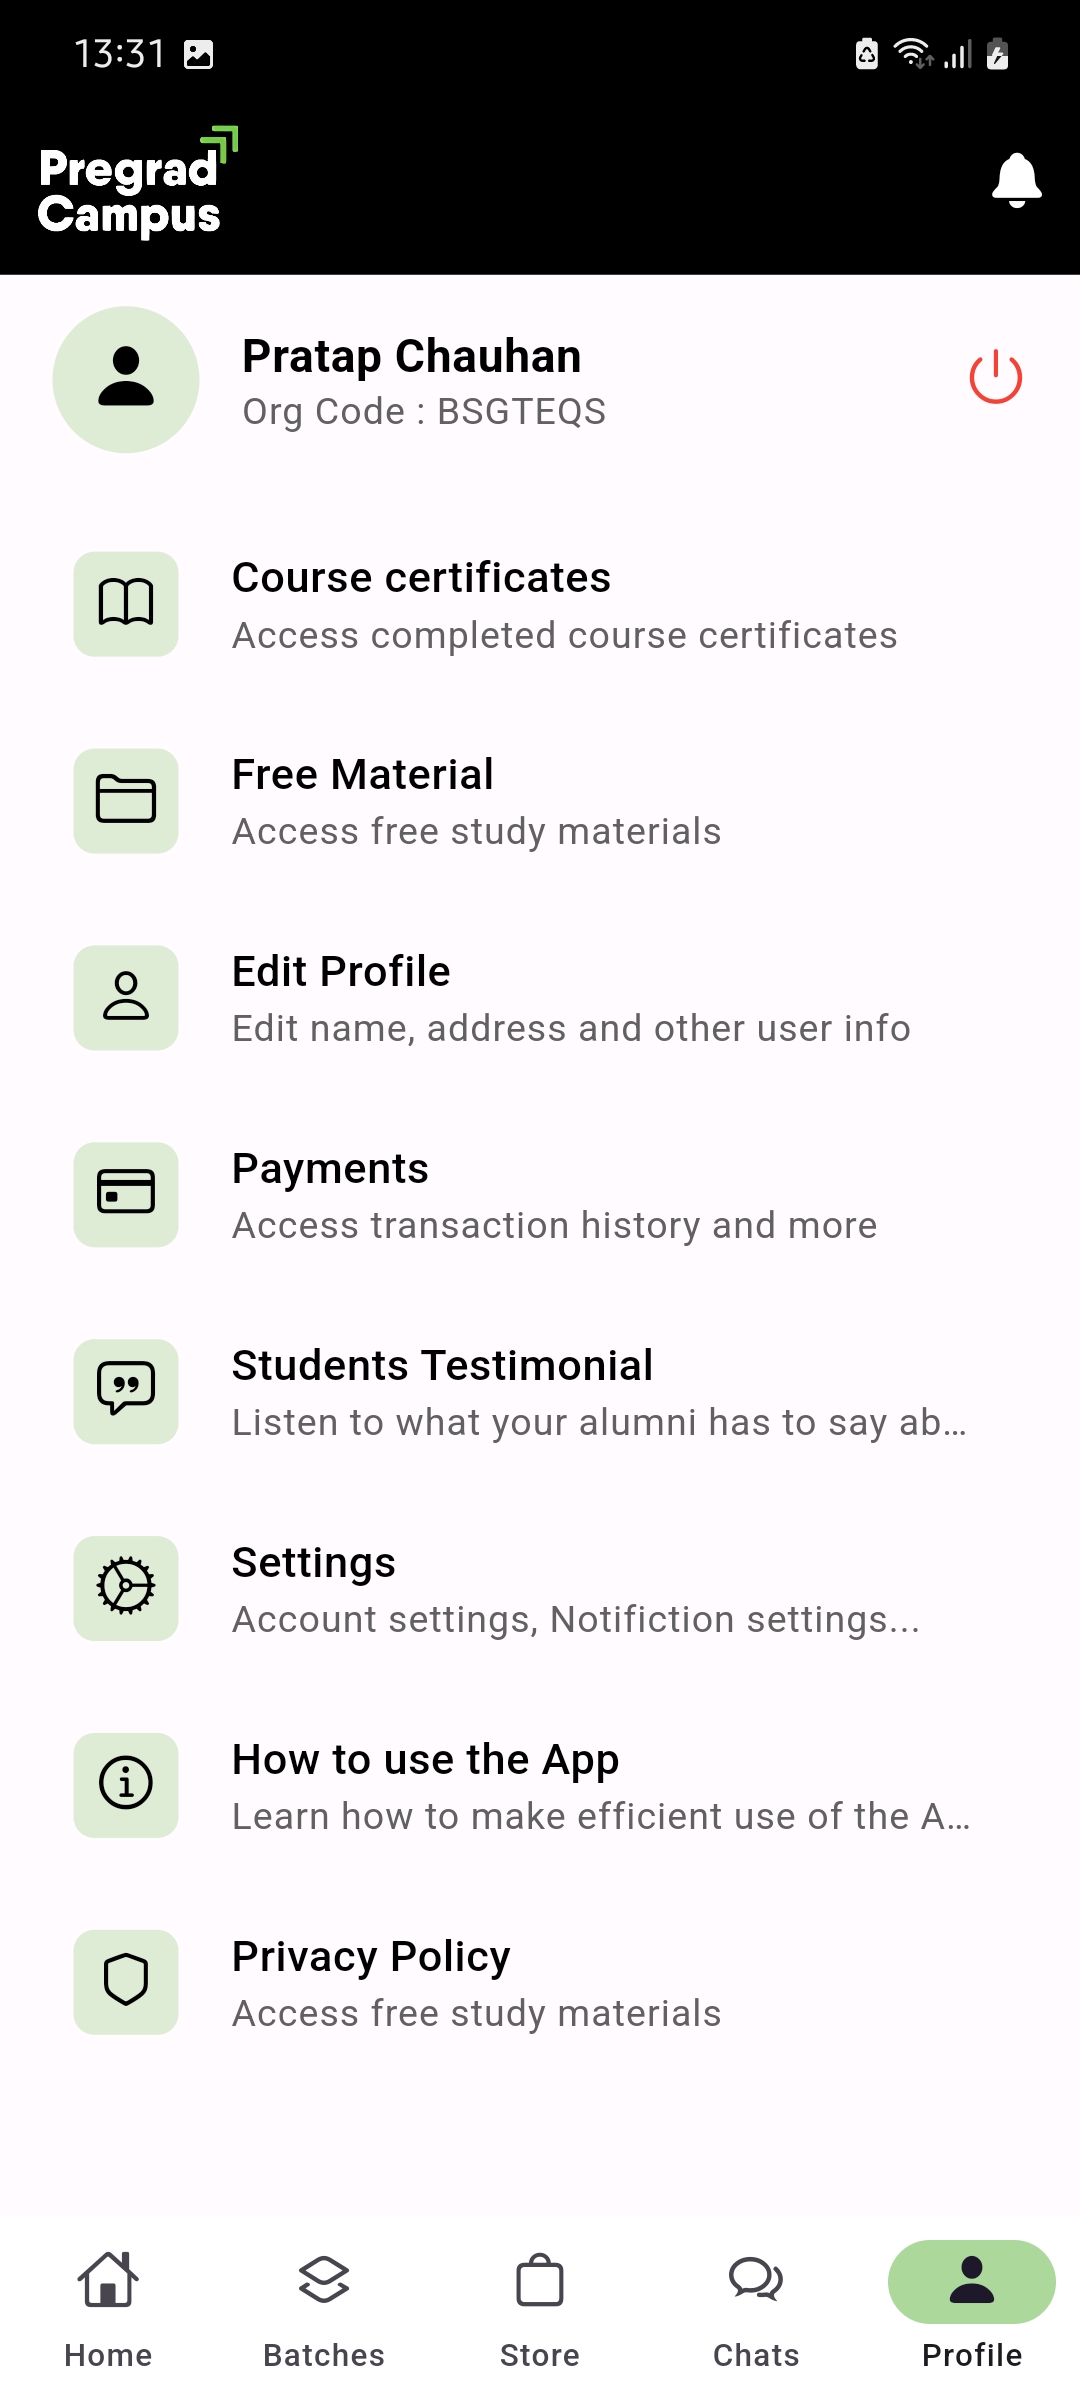 13:31
Pregrad
Campus
Pratap Chauhan
Org Code : BSGTEQS
Course certificates
Access completed course certificates
Free Material
Access free study materials
Edit Profile
Edit name, address and other user info
Payments
Access transaction history and more
Students Testimonial
Listen to what your alumni has to say ab...
Settings
Account settings, Notifiction settings...
How to use the App
Learn how to make efficient use of the A...
Privacy Policy
Access free study materials
Home Batches Store Chats Profile